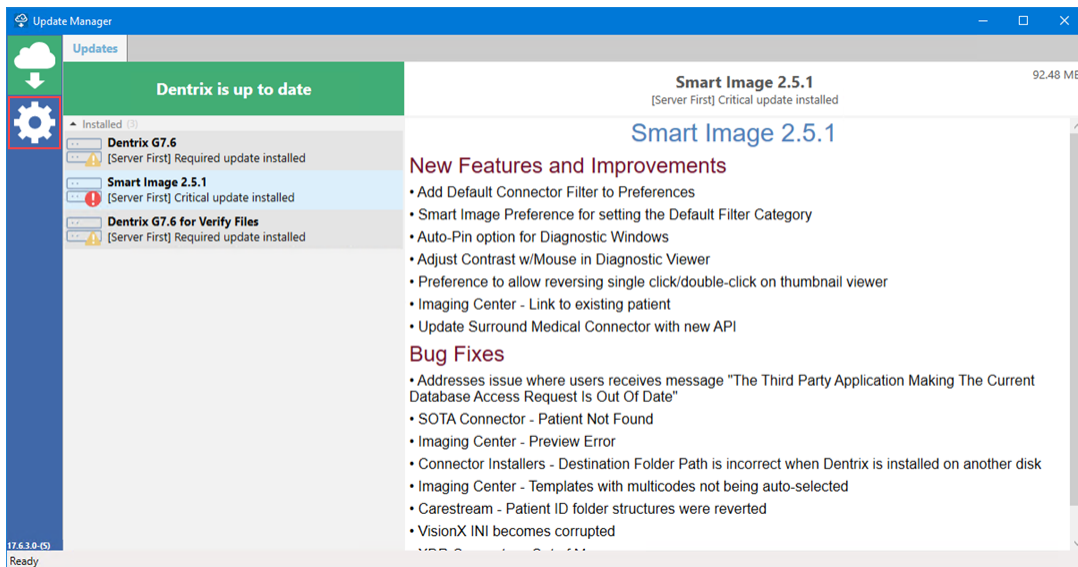 Update Manager
Updates
Dentrix is up to date
Smart Image 2.5.1
92.48 MB
[Server First] Critical update installed
Installed (3)
Dentrix G7.6
[Server First] Required update installed
Smart Image 2.5.1
[Server First] Critical update installed
Dentrix G7.6 for Verify Files
[Server First] Required update installed
Smart Image 2.5.1
New Features and Improvements
• Add Default Connector Filter to Preferences
• Smart Image Preference for setting the Default Filter Category
• Auto-Pin option for Diagnostic Windows
• Adjust Contrast w/Mouse in Diagnostic Viewer
• Preference to allow reversing single click/double-click on thumbnail viewer
• Imaging Center - Link to existing patient
• Update Surround Medical Connector with new API
Bug Fixes
• Addresses issue where users receives message "The Third Party Application Making The Current
Database Access Request Is Out Of Date"
• SOTA Connector - Patient Not Found
• Imaging Center - Preview Error
• Connector Installers - Destination Folder Path is incorrect when Dentrix is installed on another disk
• Imaging Center - Templates with multicodes not being auto-selected
• Carestream - Patient ID folder structures were reverted
• VisionX INI becomes corrupted
17.6.3.0-(S)
Ready